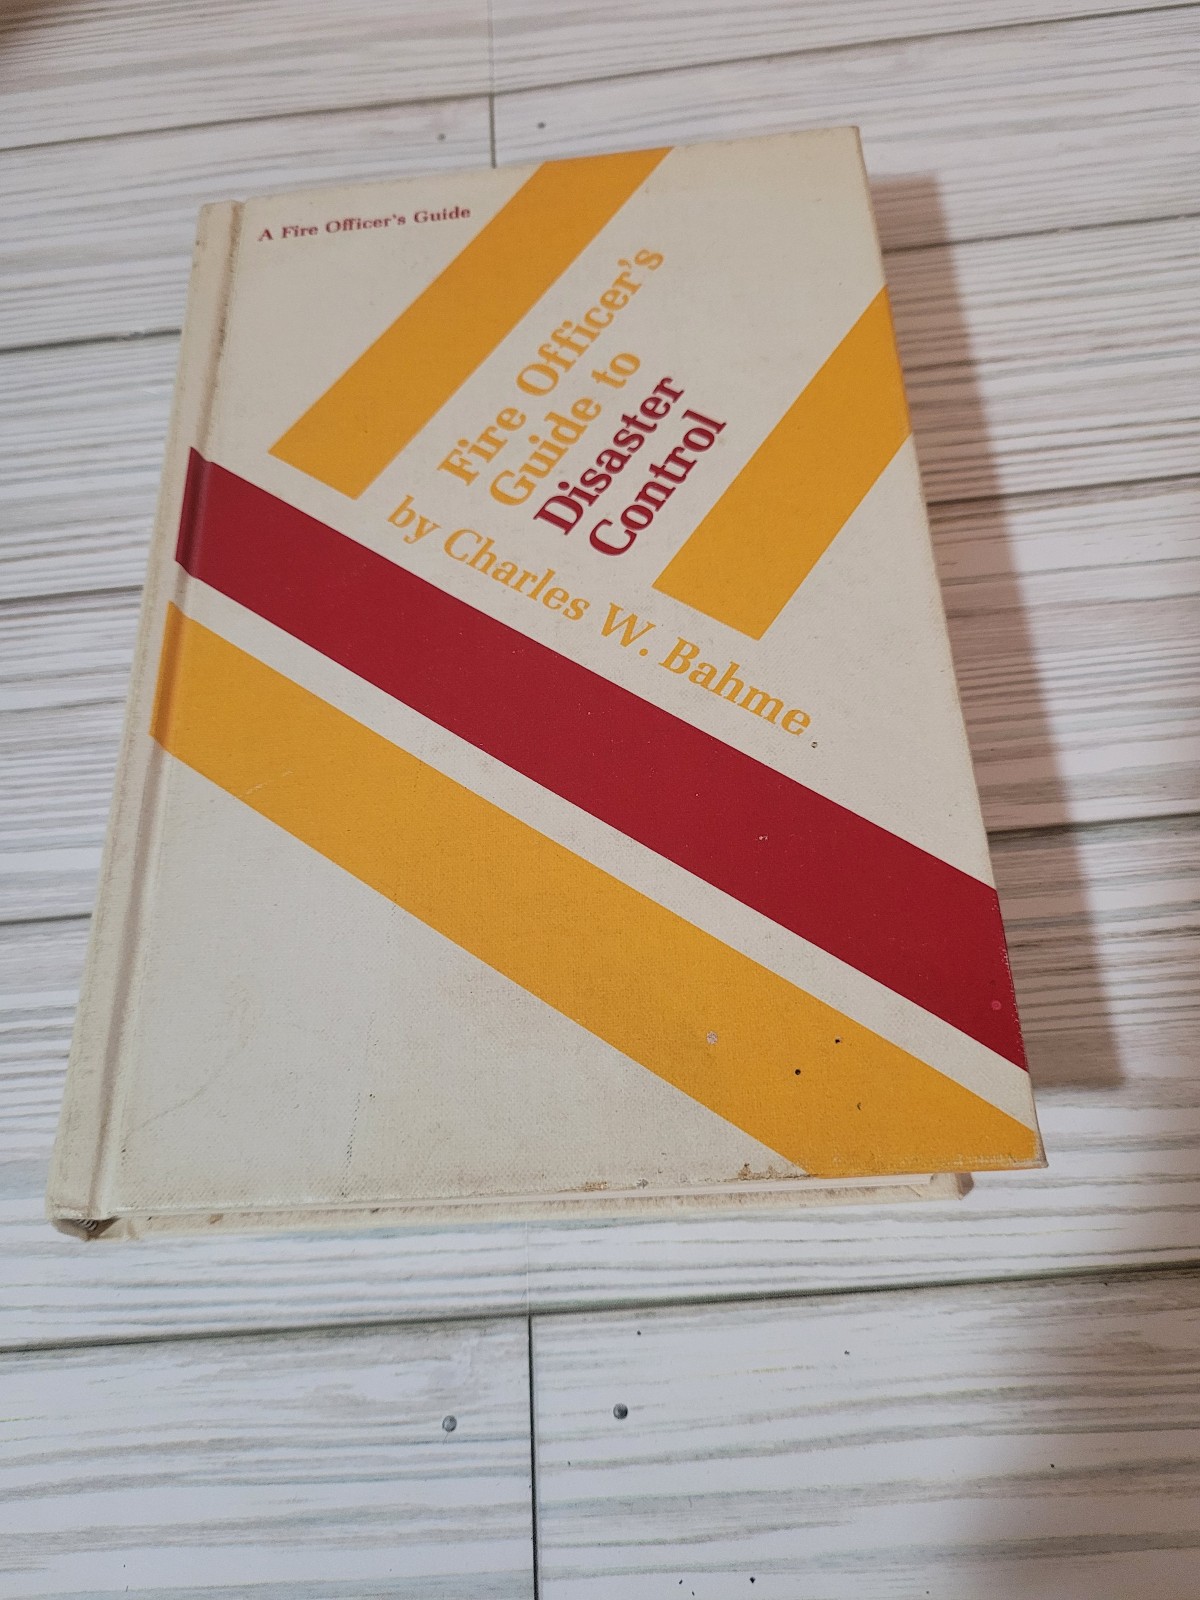 A Fire Officer's Guide
Fire Officer's
Guide to
Disaster
Control
by Charles W. Bahme